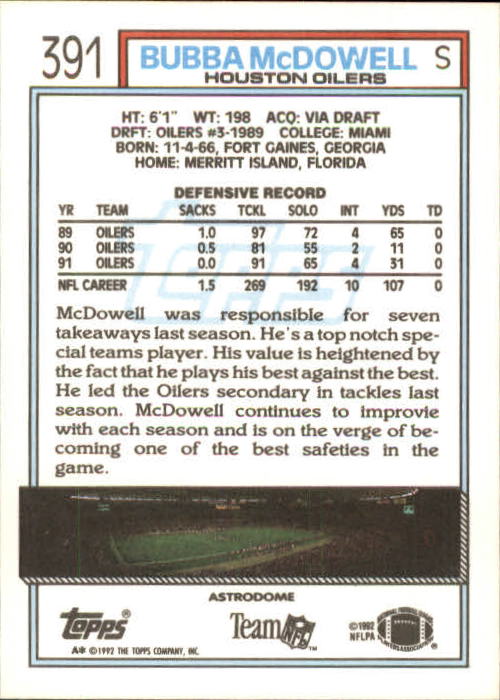 391
BUBBA McDOWELL S
HOUSTON OILERS
HT: 6'1" WT: 198 ACQ: VIA DRAFT
DRFT: OILERS #3-1989 COLLEGE: MIAMI
BORN: 11-4-66, FORT GAINES, GEORGIA
HOME: MERRITT ISLAND, FLORIDA
DEFENSIVE RECORD
YR TEAM SACKS TCKL SOLO INT YDS TD
89 OILERS 1.0 97 72 4 65 0
90 OILERS 0.5 81 55 2 11 0
91 OILERS 0.0 91 65 4 31 0
NFL CAREER 1.5 269 192 10 107 0
Topps
McDowell was responsible for seven
takeaways last season. He's a top notch spe-
cial teams player. His value is heightened by
the fact that he plays his best against the best.
He led the Oilers secondary in tackles last
season. McDowell continues to improvie
with each season and is on the verge of be-
coming one of the best safeties in the
game.
ASTRODOME
Topps®
Team NFL™
©1992
NFLPA
A* ©1992 THE TOPPS COMPANY, INC.